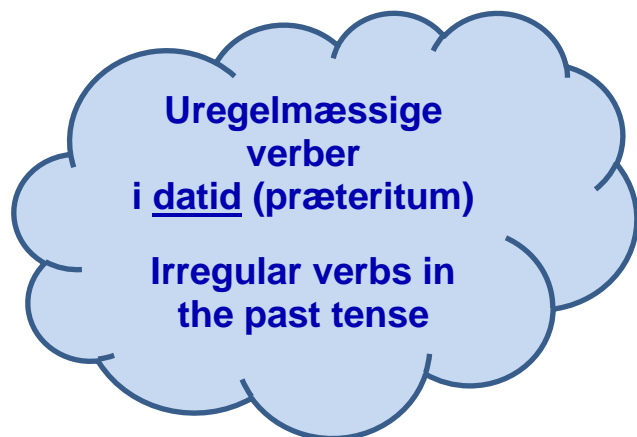 Uregelmæssige
verber
i datid (præteritum)
Irregular verbs in
the past tense